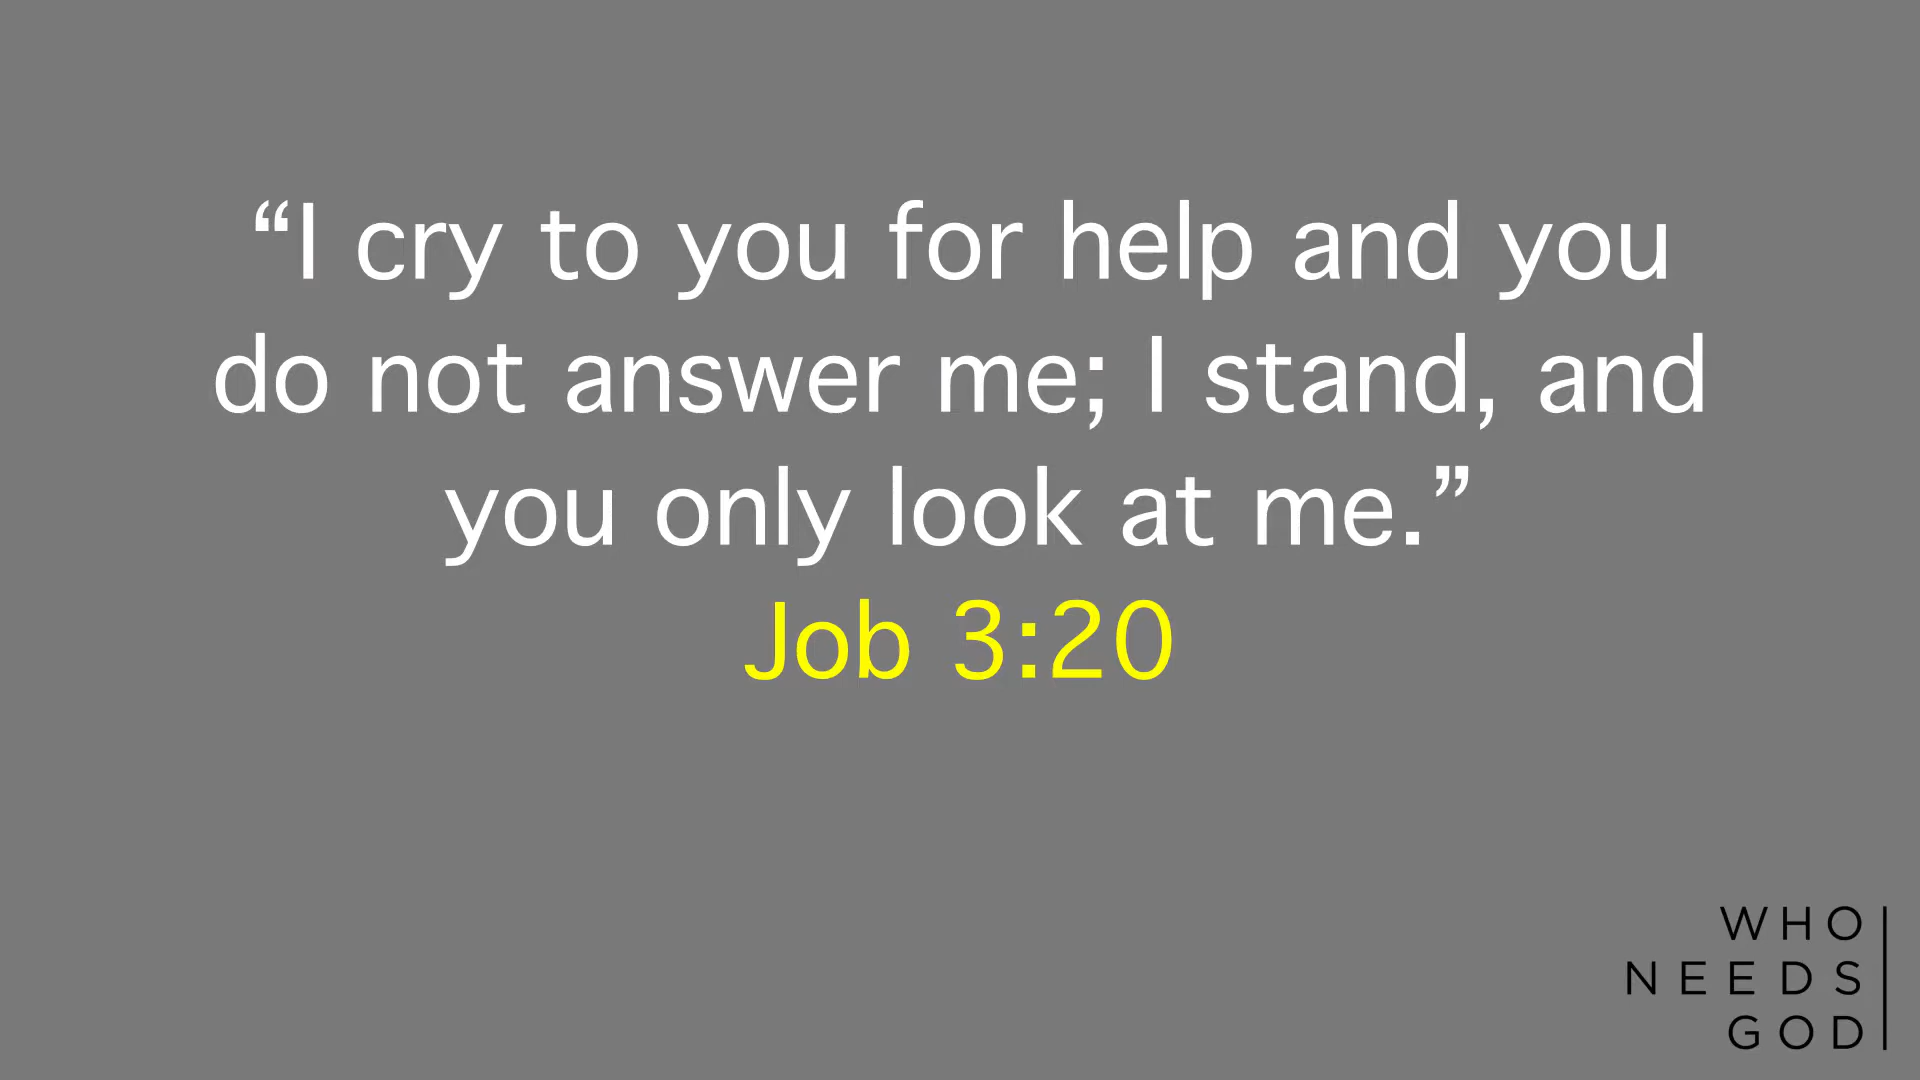 “I cry to you for help and you
do not answer me; I stand, and
you only look at me.”
Job 3:20
WHO
NEEDS
GOD